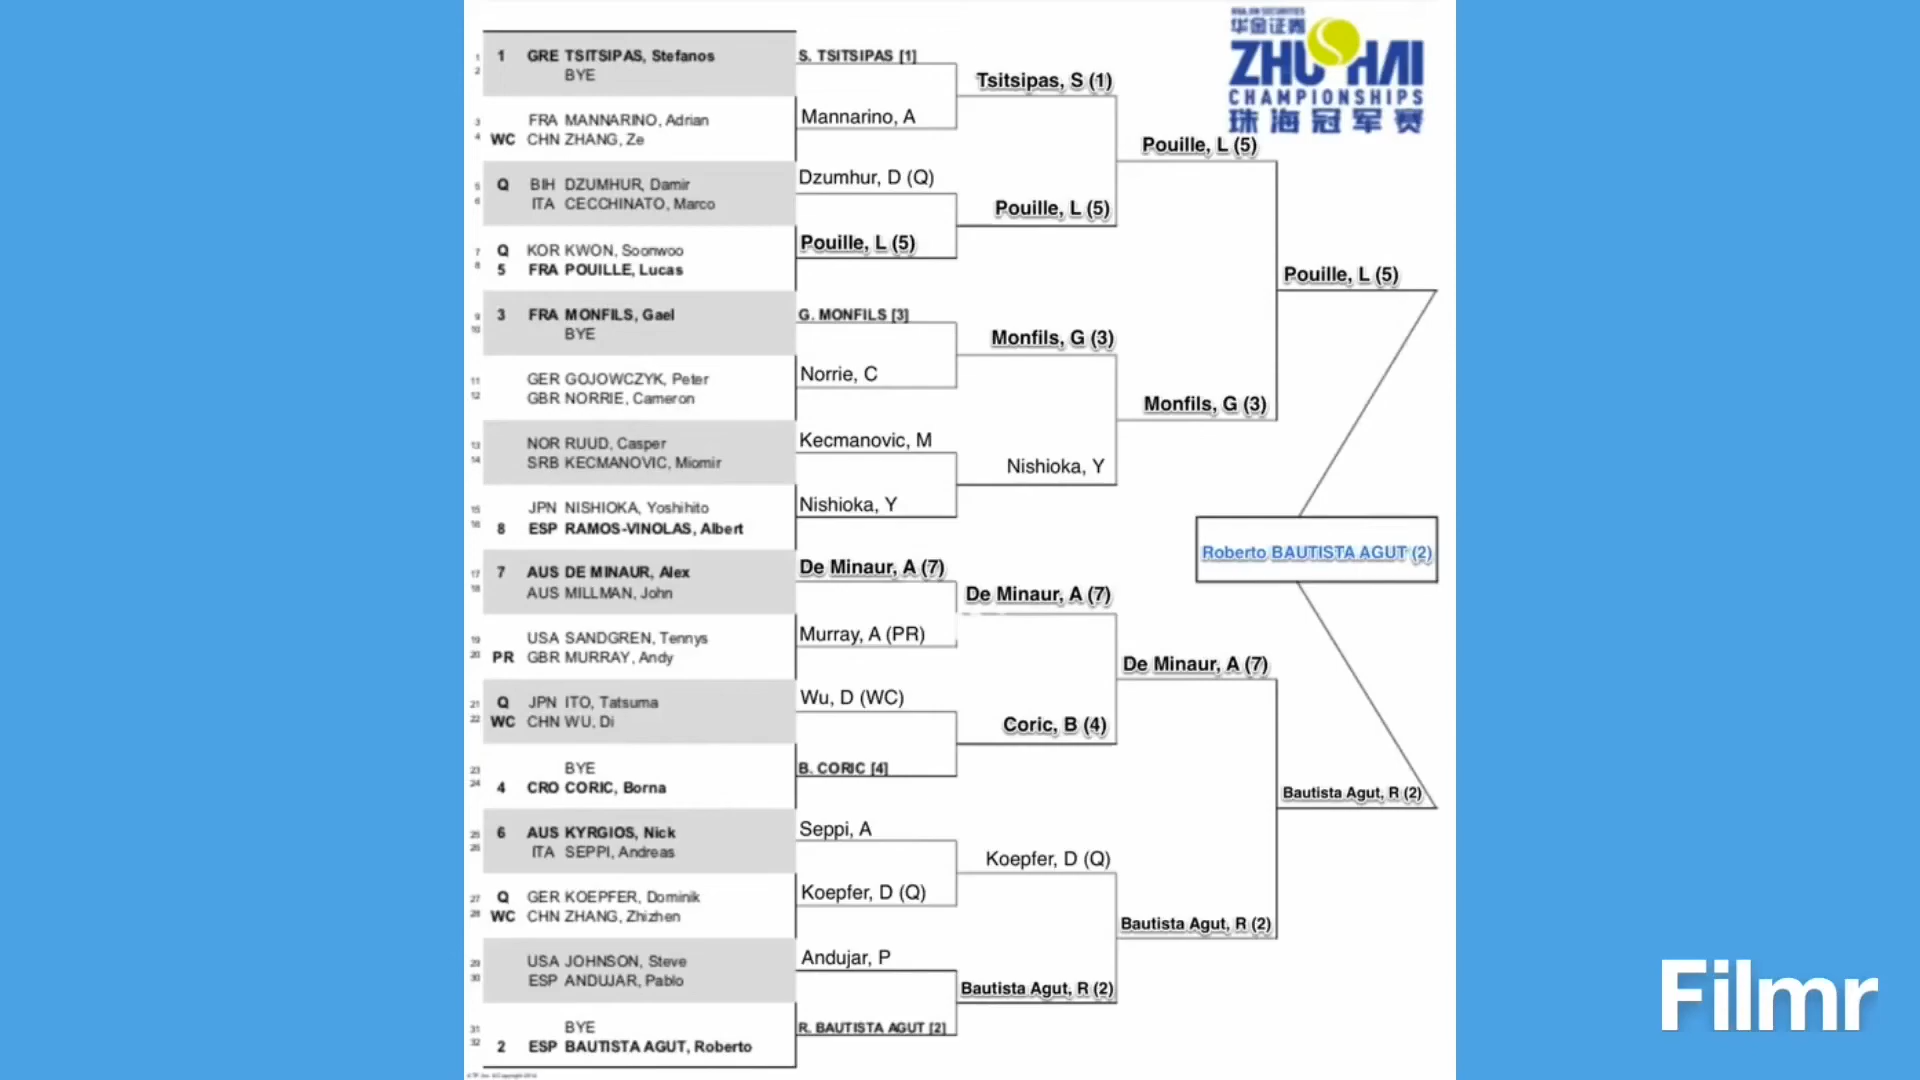 华金证券
ZHUHAI
CHAMPIONSHIPS
珠海冠军赛
1 GRE TSITSIPAS, Stefanos
BYE
FRA MANNARINO, Adrian
WC CHN ZHANG, Ze
Q BIH DZUMHUR, Damir
ITA CECCHINATO, Marco
Q KOR KWON, Soonwoo
5 FRA POUILLE, Lucas
3 FRA MONFILS, Gael
BYE
GER GOJOWCZYK, Peter
GBR NORRIE, Cameron
NOR RUUD, Casper
SRB KECMANOVIC, Miomir
JPN NISHIOKA, Yoshihito
8 ESP RAMOS-VINOLAS, Albert
7 AUS DE MINAUR, Alex
AUS MILLMAN, John
USA SANDGREN, Tennys
PR GBR MURRAY, Andy
Q JPN ITO, Tatsuma
WC CHN WU, Di
BYE
4 CRO CORIC, Borna
6 AUS KYRGIOS, Nick
ITA SEPPI, Andreas
Q GER KOEPFER, Dominik
WC CHN ZHANG, Zhizhen
USA JOHNSON, Steve
ESP ANDUJAR, Pablo
BYE
2 ESP BAUTISTA AGUT, Roberto
S. TSITSIPAS [1]
Mannarino, A
Dzumhur, D (Q)
Pouille, L (5)
G. MONFILS [3]
Norrie, C
Kecmanovic, M
Nishioka, Y
De Minaur, A (7)
Murray, A (PR)
Wu, D (WC)
B. CORIC [4]
Seppi, A
Koepfer, D (Q)
Andujar, P
R. BAUTISTA AGUT [2]
Tsitsipas, S (1)
Pouille, L (5)
Monfils, G (3)
Nishioka, Y
De Minaur, A (7)
Coric, B (4)
Koepfer, D (Q)
Bautista Agut, R (2)
Pouille, L (5)
Monfils, G (3)
De Minaur, A (7)
Bautista Agut, R (2)
Pouille, L (5)
Bautista Agut, R (2)
Roberto BAUTISTA AGUT (2)
Filmr